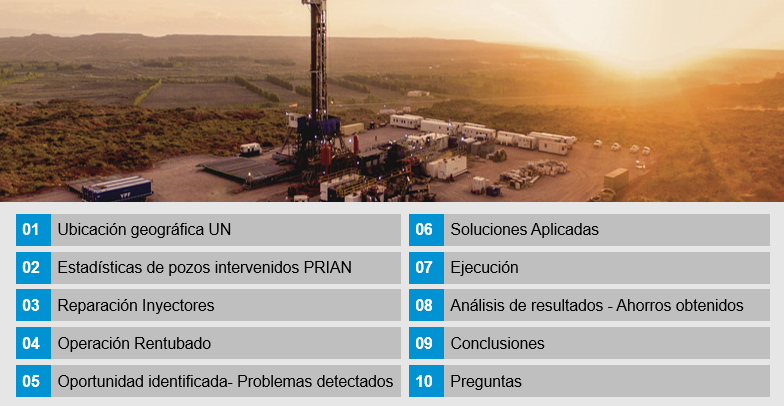 YPF
01 Ubicación geográfica UN
02 Estadísticas de pozos intervenidos PRIAN
03 Reparación Inyectores
04 Operación Rentubado
05 Oportunidad identificada- Problemas detectados
06 Soluciones Aplicadas
07 Ejecución
08 Análisis de resultados - Ahorros obtenidos
09 Conclusiones
10 Preguntas